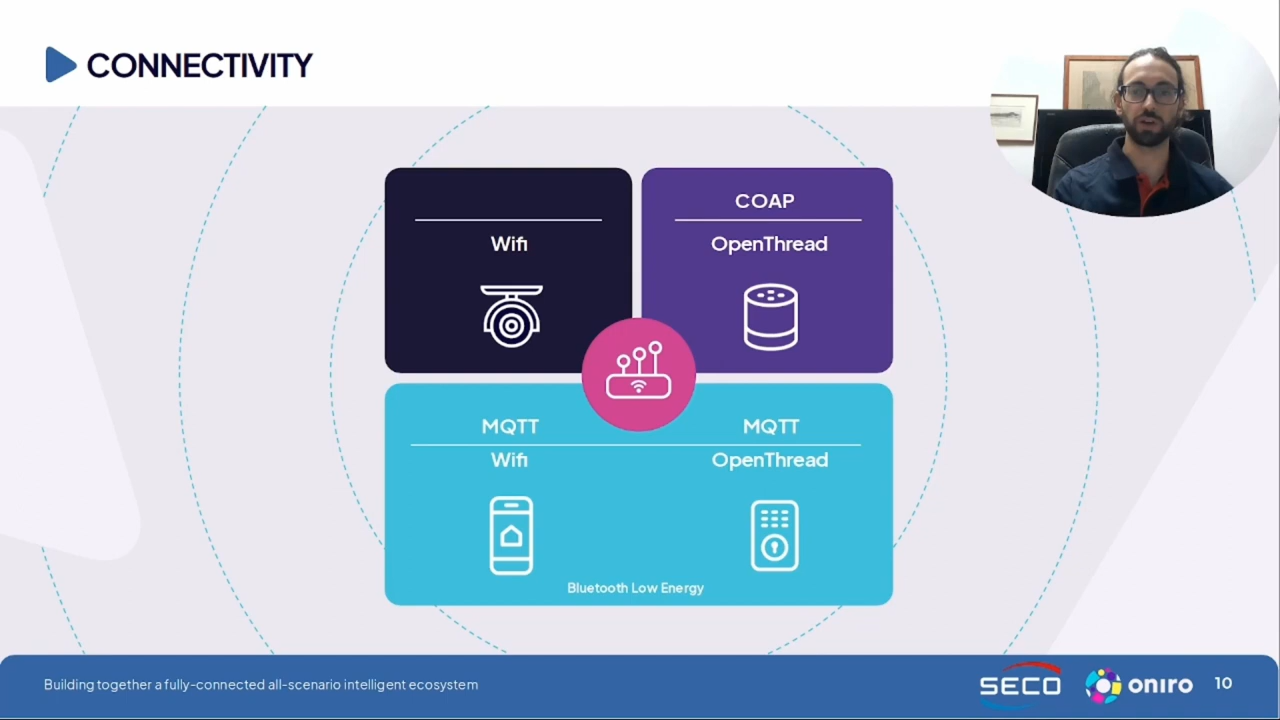 CONNECTIVITY
Wifi
COAP
OpenThread
MQTT
Wifi
MQTT
OpenThread
Bluetooth Low Energy
Building together a fully-connected all-scenario intelligent ecosystem
SECO
oniro
10